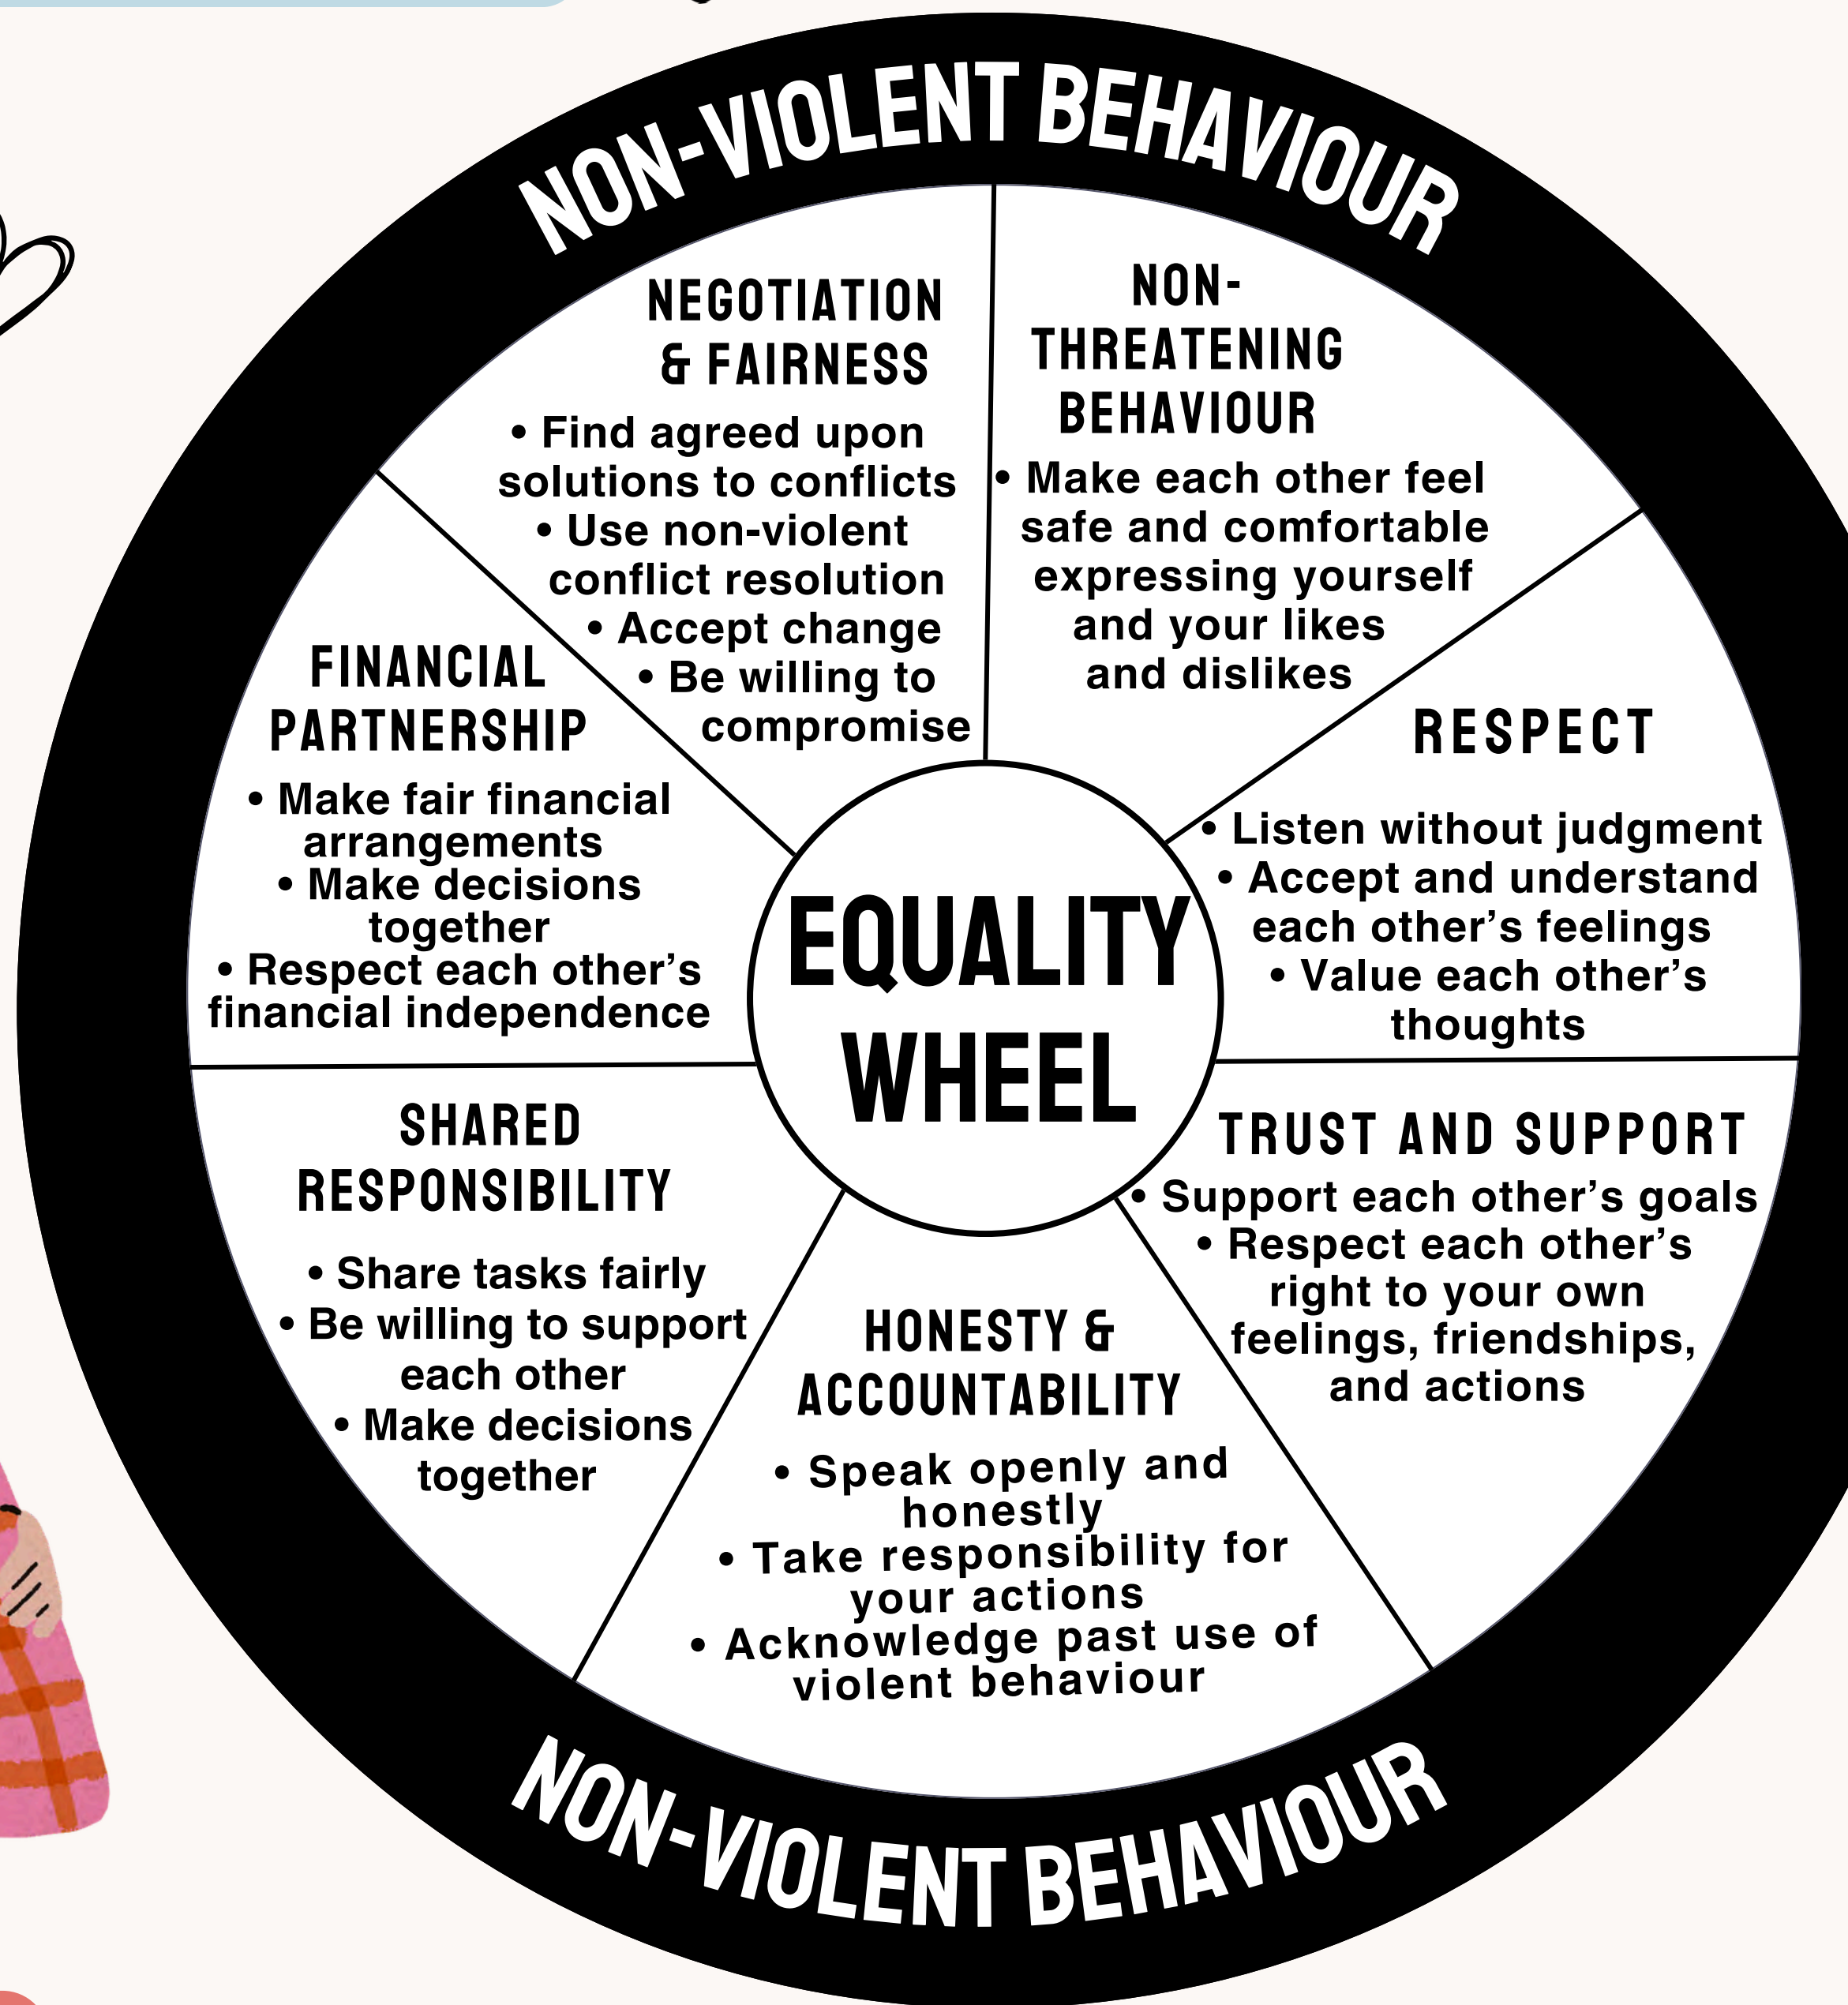 NON-VIOLENT BEHAVIOUR
NEGOTIATION
& FAIRNESS
• Find agreed upon
solutions to conflicts
• Use non-violent
conflict resolution
• Accept change
• Be willing to
compromise
NON-
THREATENING
BEHAVIOUR
• Make each other feel
safe and comfortable
expressing yourself
and your likes
and dislikes
RESPECT
• Listen without judgment
• Accept and understand
each other’s feelings
• Value each other’s
thoughts
TRUST AND SUPPORT
• Support each other’s goals
• Respect each other’s
right to your own
feelings, friendships,
and actions
HONESTY &
ACCOUNTABILITY
• Speak openly and
honestly
• Take responsibility for
your actions
• Acknowledge past use of
violent behaviour
SHARED
RESPONSIBILITY
• Share tasks fairly
• Be willing to support
each other
• Make decisions
together
FINANCIAL
PARTNERSHIP
• Make fair financial
arrangements
• Make decisions
together
• Respect each other’s
financial independence
EQUALITY
WHEEL
NON-VIOLENT BEHAVIOUR